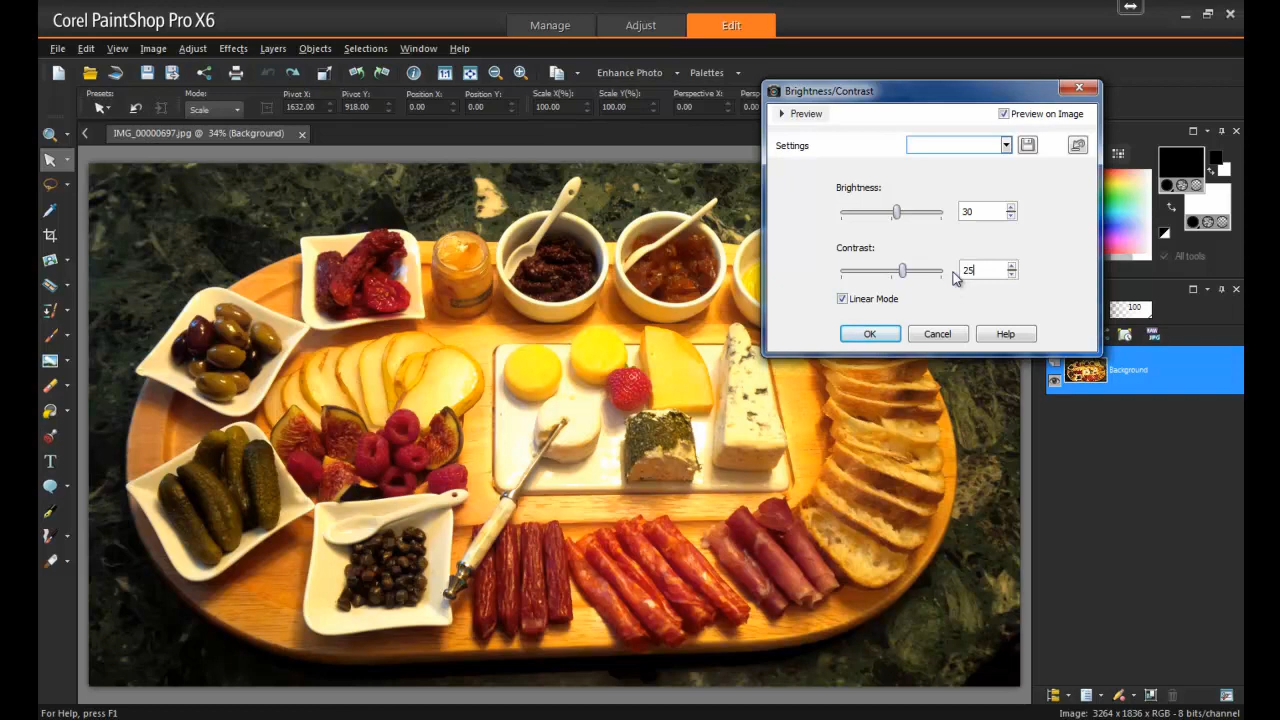 Corel PaintShop Pro X6
Manage Adjust Edit
File Edit View Image Adjust Effects Layers Objects Selections Window Help
Enhance Photo Palettes
Presets: Mode: Pivot X: Pivot Y: Position X: Position Y: Scale X(%): Scale Y(%): Perspective X:
Scale 1632.00 918.00 0.00 0.00 100.00 100.00 0.00
IMG_00000697.jpg @ 34% (Background)
Brightness/Contrast
Preview Preview on Image
Settings
Brightness:
30
Contrast:
25
Linear Mode
OK Cancel Help
All tools
100
Background
For Help, press F1
Image: 3264 x 1836 x RGB - 8 bits/channel